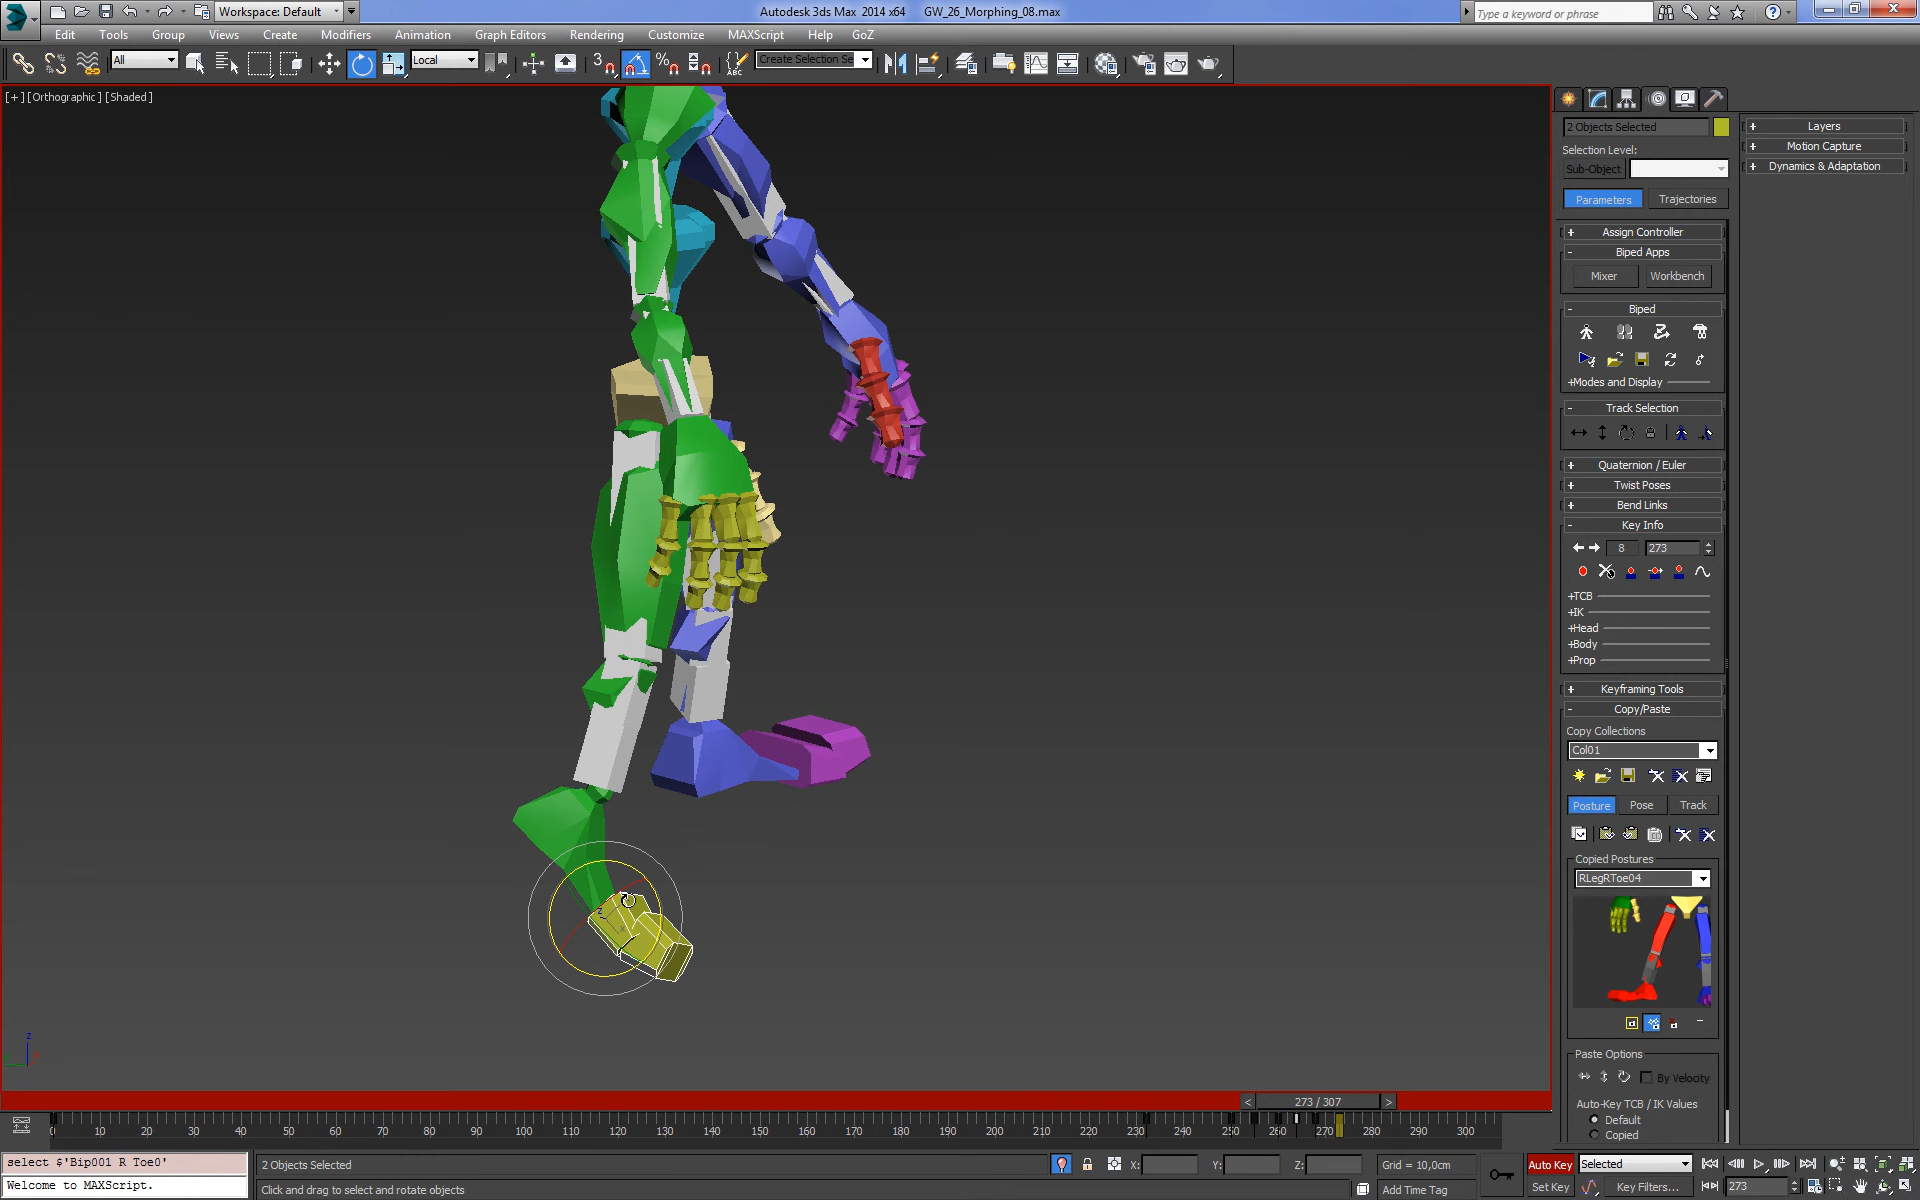 Workspace: Default
Autodesk 3ds Max 2014 x64 GW_26_Morphing_08.max
Type a keyword or phrase
Edit Tools Group Views Create Modifiers Animation Graph Editors Rendering Customize MAXScript Help GoZ
All
Local
3
Create Selection Se
ABC
[+] [Orthographic ] [Shaded ]
2 Objects Selected
Selection Level:
Sub-Object
Parameters Trajectories
+ Assign Controller
- Biped Apps
Mixer Workbench
- Biped
+Modes and Display
- Track Selection
+ Quaternion / Euler
+ Twist Poses
+ Bend Links
- Key Info
8 273
+TCB
+IK
+Head
+Body
+Prop
+ Keyframing Tools
- Copy/Paste
Copy Collections
Col01
Posture Pose Track
Copied Postures
RLegRToe04
Paste Options
By Velocity
Auto-Key TCB / IK Values
Default
Copied
+ Layers
+ Motion Capture
+ Dynamics & Adaptation
z
x
z
< 273 / 307 >
10 20 30 40 50 60 70 80 90 100 110 120 130 140 150 160 170 180 190 200 210 220 230 240 250 260 270 280 290 300
select $'Bip001 R Toe0'
Welcome to MAXScript.
2 Objects Selected
Click and drag to select and rotate objects
X: Y: Z:
Grid = 10,0cm
Add Time Tag
Auto Key Selected
Set Key Key Filters...
273